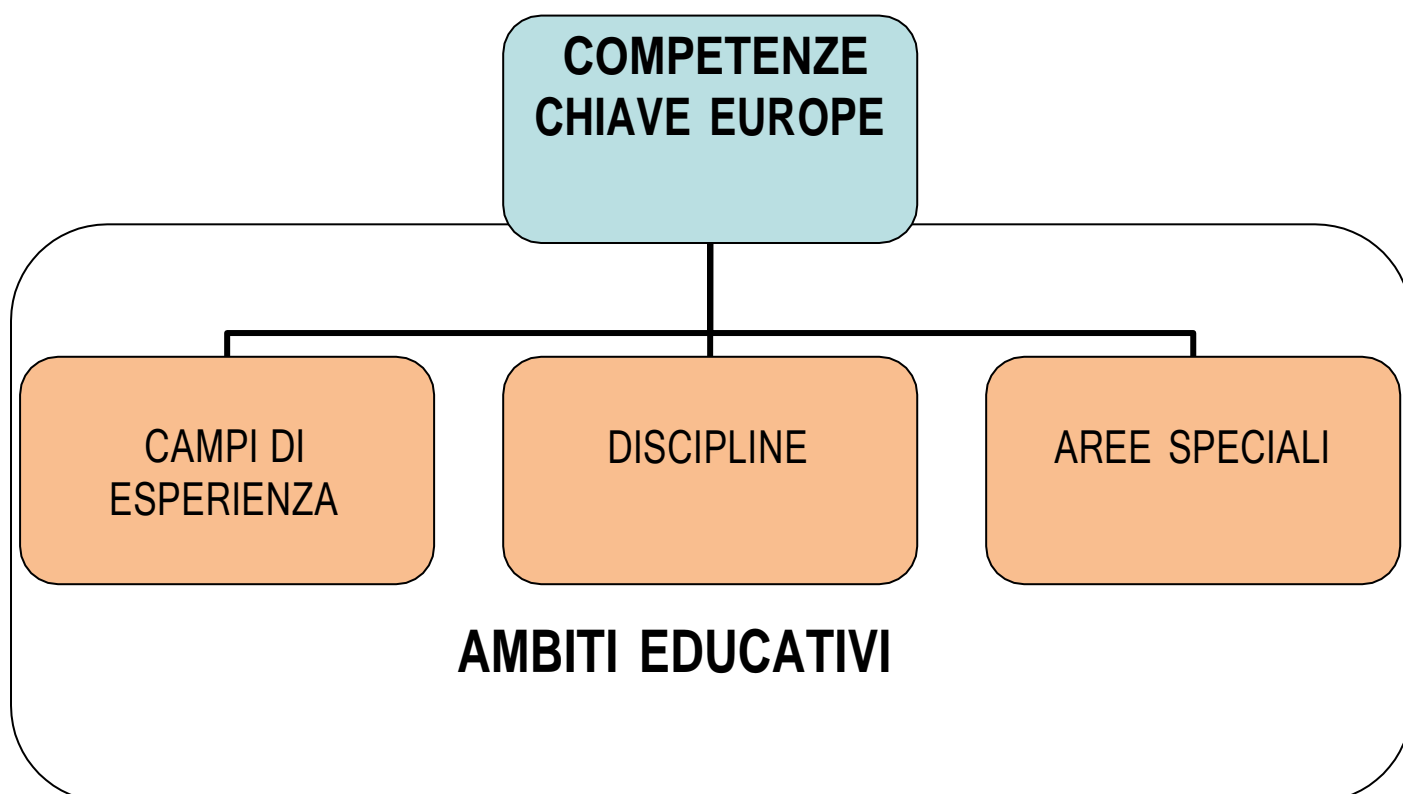 COMPETENZE
CHIAVE EUROPE
CAMPI DI
ESPERIENZA
DISCIPLINE
AREE SPECIALI
AMBITI EDUCATIVI